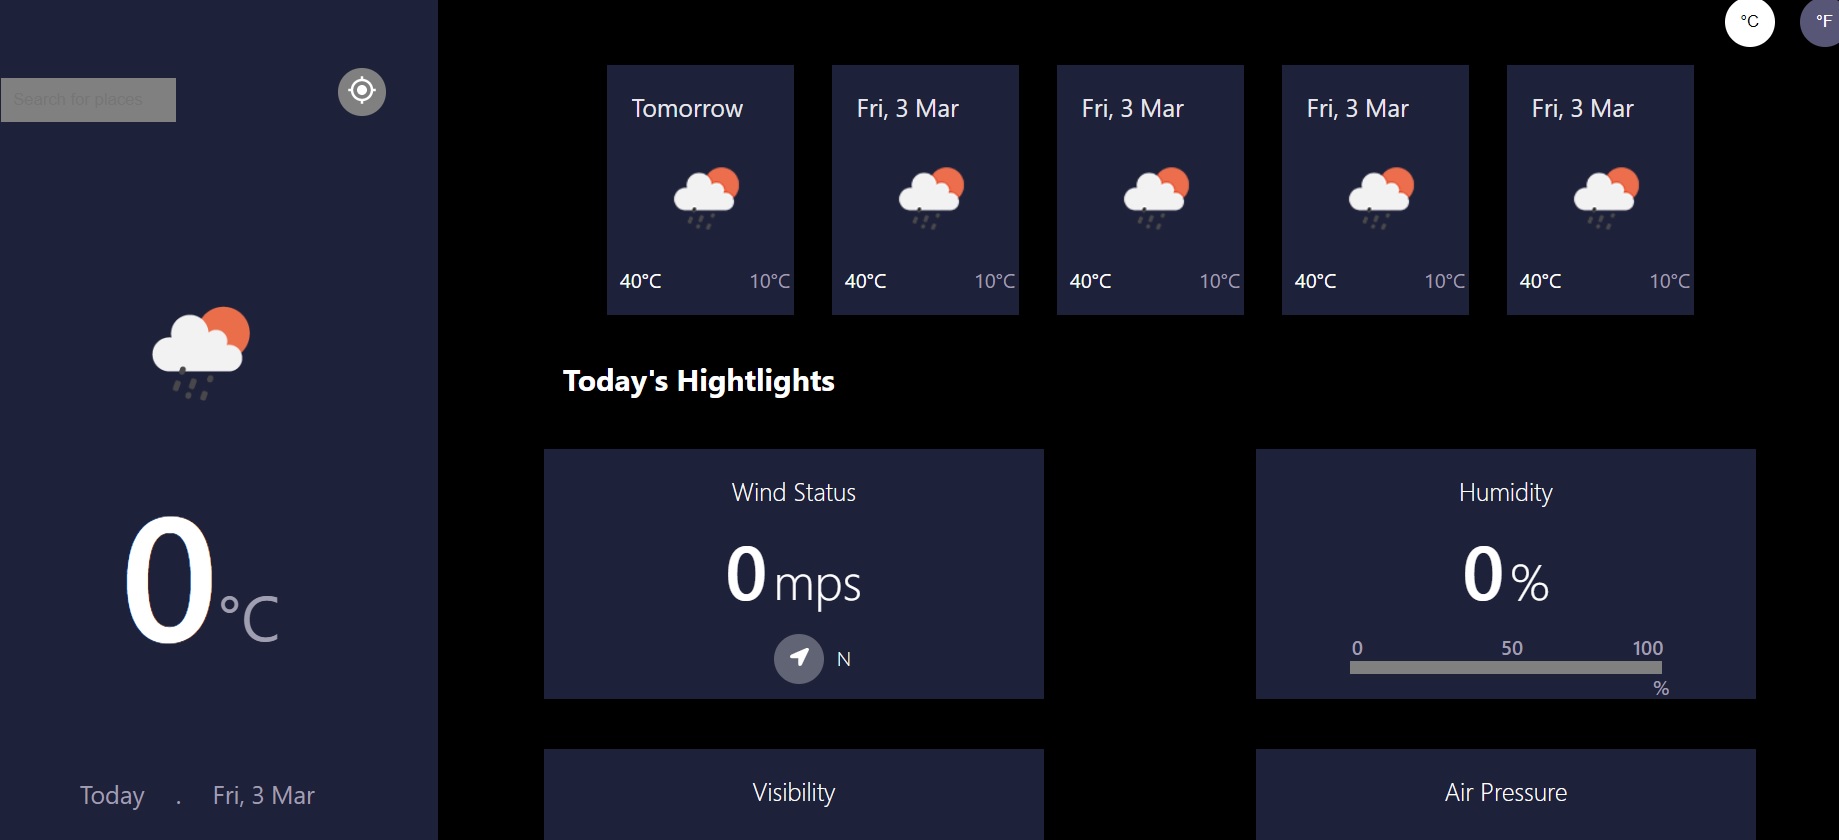 °C °F
Search for places
Tomorrow Fri, 3 Mar Fri, 3 Mar Fri, 3 Mar Fri, 3 Mar
40°C 10°C 40°C 10°C 40°C 10°C 40°C 10°C 40°C 10°C
Today's Hightlights
Wind Status Humidity
0 mps 0 %
0 50 100
N
%
0 °C
Today . Fri, 3 Mar
Visibility Air Pressure